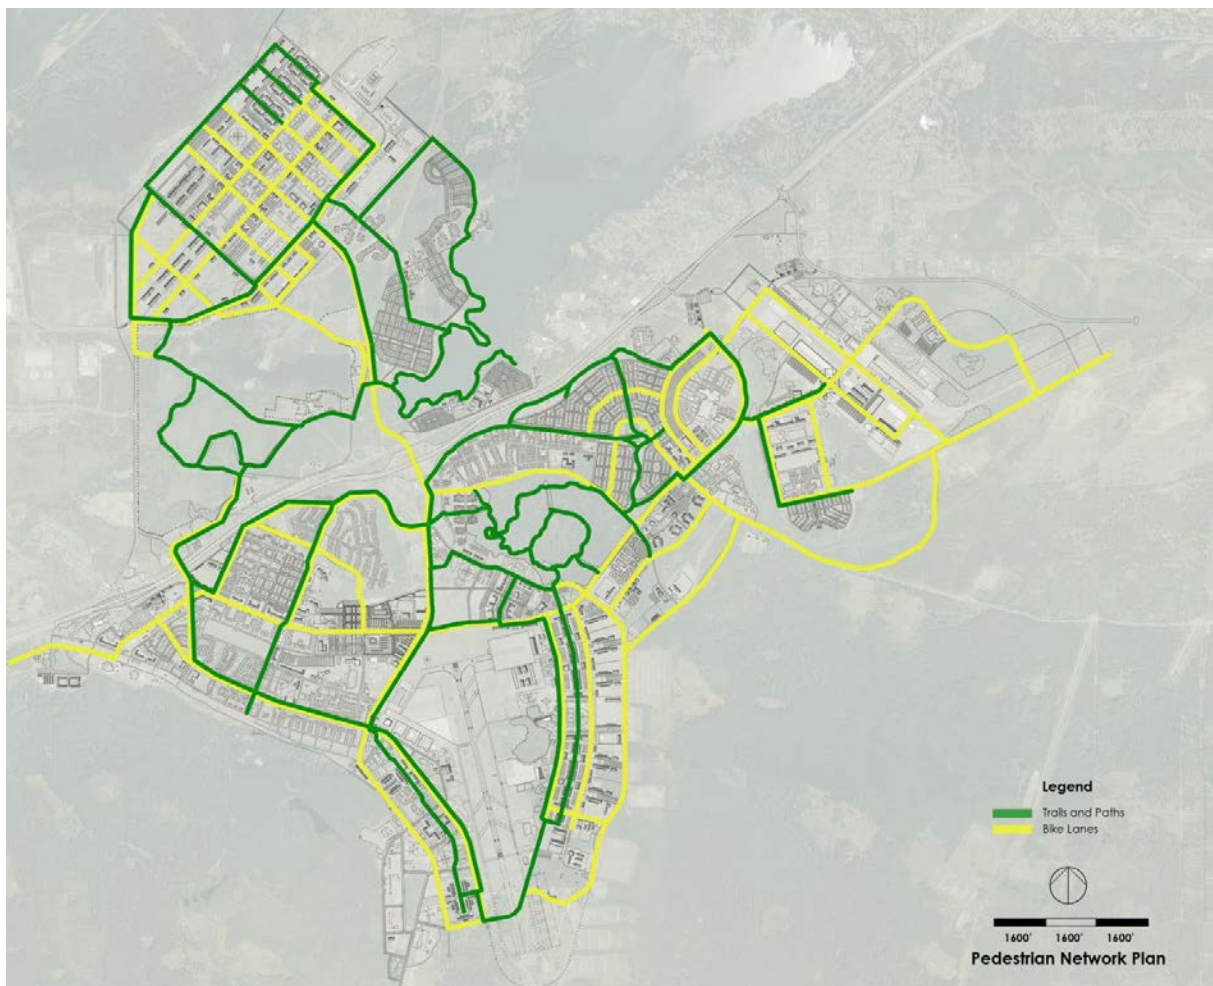 Legend
Trails and Paths
Bike Lanes
1600' 1600' 1600'
Pedestrian Network Plan